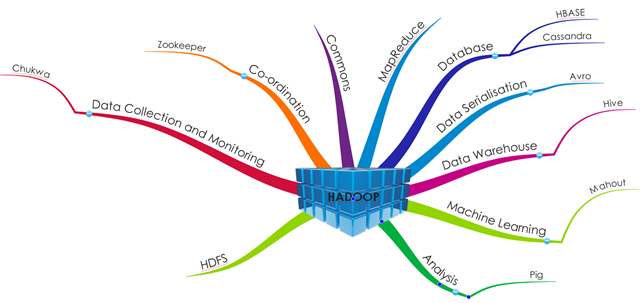 HBASE
Cassandra
Database
MapReduce
Commons
Zookeeper
Co-ordination
Chukwa
Data Collection and Monitoring
Data Serialisation
Avro
Hive
Data Warehouse
HADOOP
Mahout
Machine Learning
HDFS
Analysis
Pig